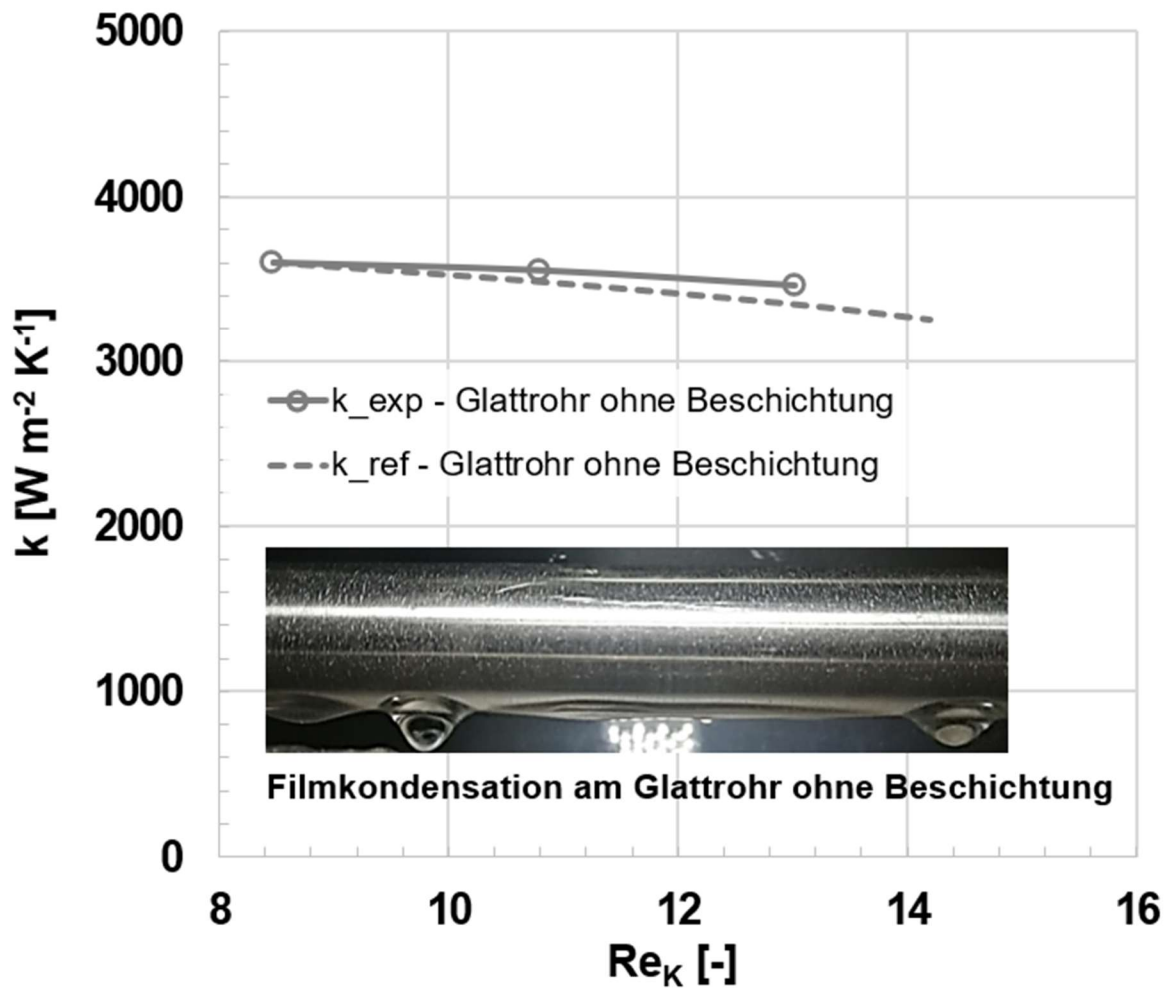 5000
4000
3000
2000
1000
0
k [W m⁻² K⁻¹]
k_exp - Glattrohr ohne Beschichtung
k_ref - Glattrohr ohne Beschichtung
Filmkondensation am Glattrohr ohne Beschichtung
8 10 12 14 16
Re_K [-]